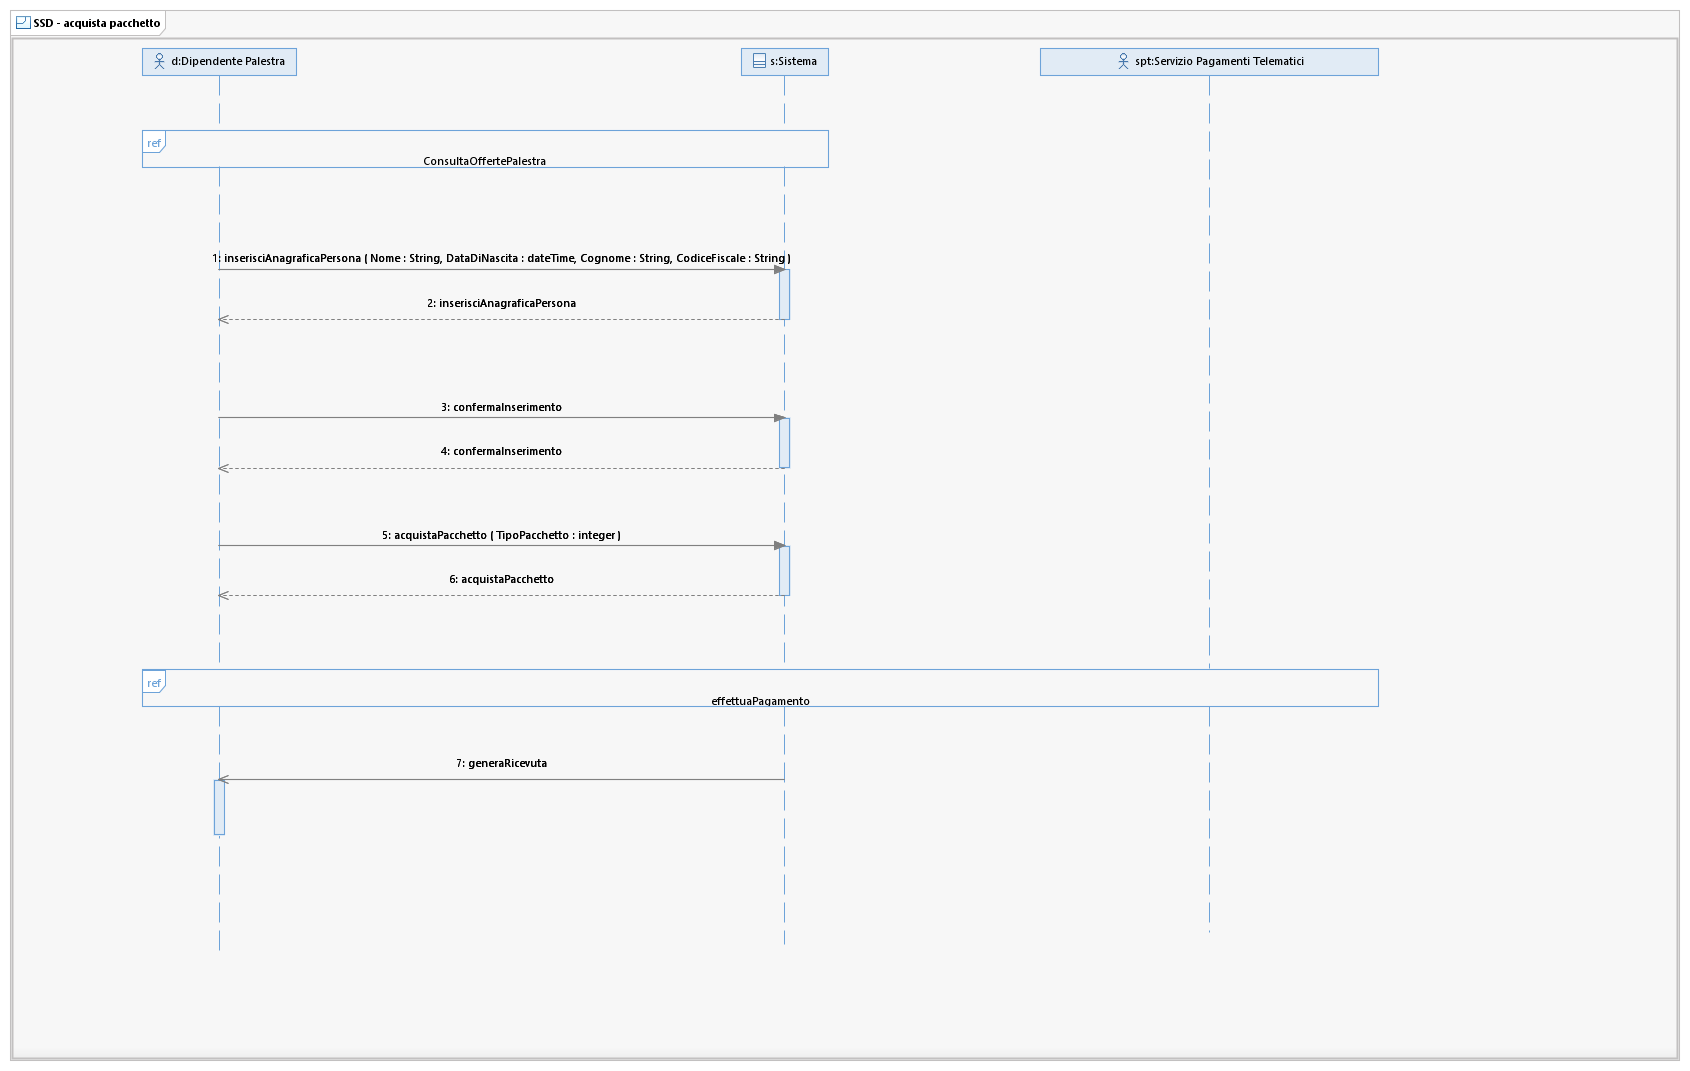 SSD - acquista pacchetto
d:Dipendente Palestra
s:Sistema
spt:Servizio Pagamenti Telematici
ref
ConsultaOffertePalestra
1: inserisciAnagraficaPersona ( Nome : String, DataDiNascita : dateTime, Cognome : String, CodiceFiscale : String )
2: inserisciAnagraficaPersona
3: confermaInserimento
4: confermaInserimento
5: acquistaPacchetto ( TipoPacchetto : integer )
6: acquistaPacchetto
ref
effettuaPagamento
7: generaRicevuta